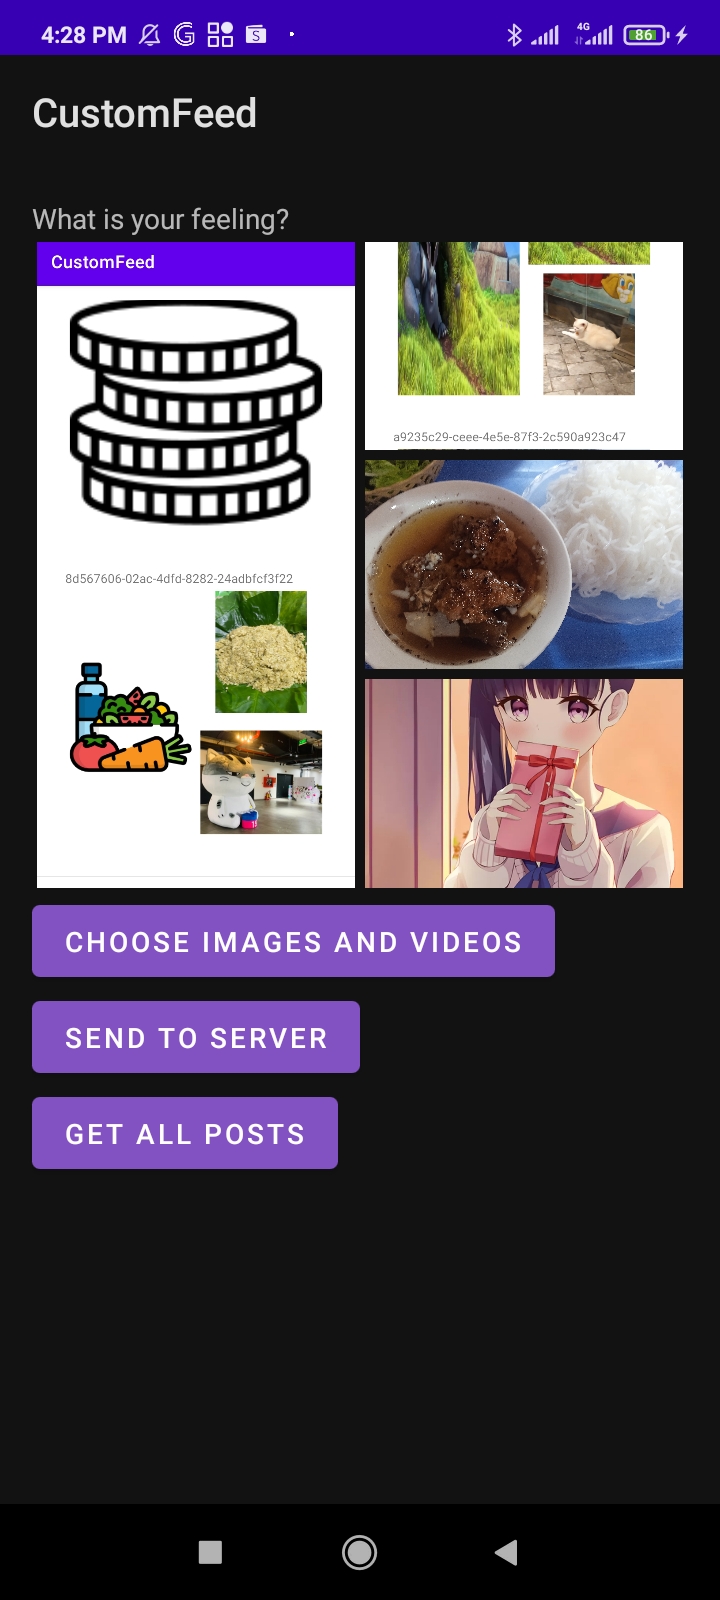 4:28 PM
4G
86
CustomFeed
What is your feeling?
CustomFeed
8d567606-02ac-4dfd-8282-24adbfcf3f22
a9235c29-ceee-4e5e-87f3-2c590a923c47
CHOOSE IMAGES AND VIDEOS
SEND TO SERVER
GET ALL POSTS